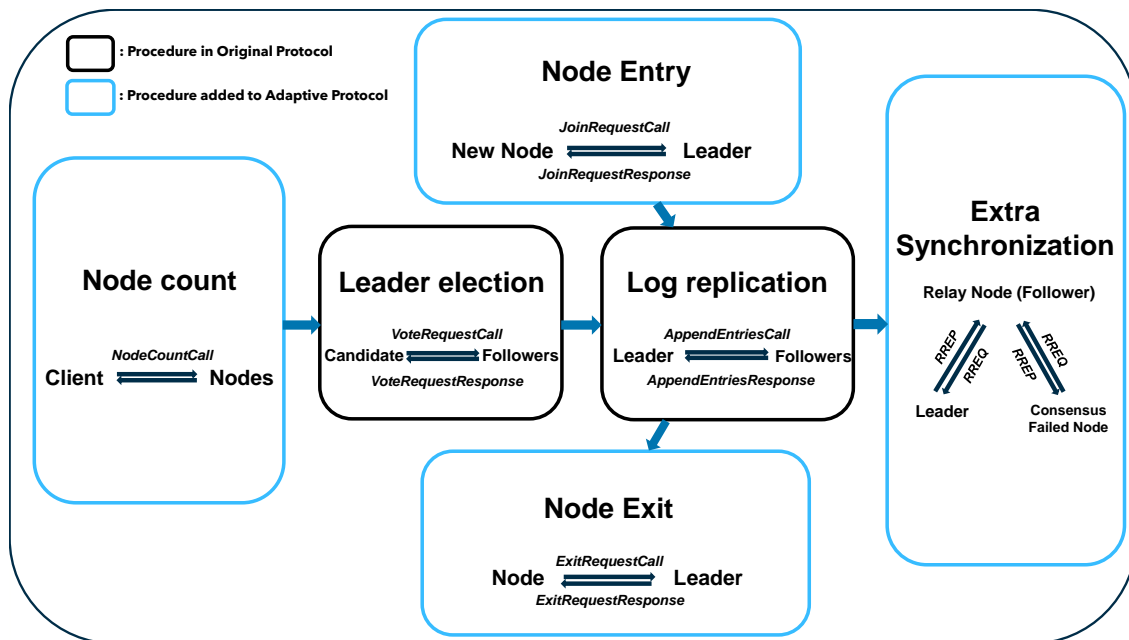 : Procedure in Original Protocol
: Procedure added to Adaptive Protocol
Node Entry
JoinRequestCall
New Node Leader
JoinRequestResponse
Node count
NodeCountCall
Client Nodes
Leader election
VoteRequestCall
Candidate Followers
VoteRequestResponse
Log replication
AppendEntriesCall
Leader Followers
AppendEntriesResponse
Extra
Synchronization
Relay Node (Follower)
RREP
RREQ
RREQ
RREP
Leader
Consensus
Failed Node
Node Exit
ExitRequestCall
Node Leader
ExitRequestResponse